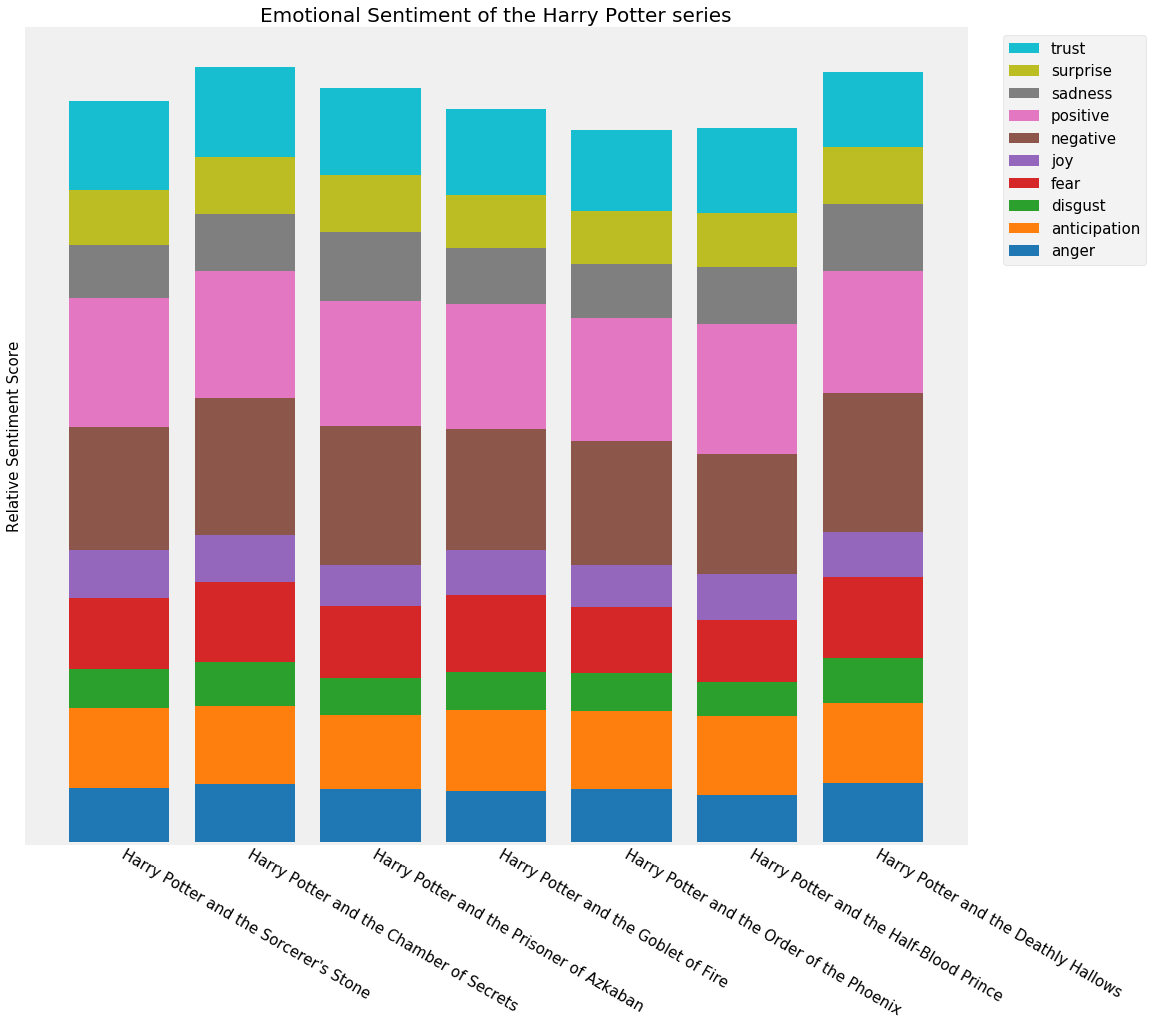 Emotional Sentiment of the Harry Potter series
trust
surprise
sadness
positive
negative
joy
fear
disgust
anticipation
anger
Relative Sentiment Score
Harry Potter and the Sorcerer's Stone
Harry Potter and the Chamber of Secrets
Harry Potter and the Prisoner of Azkaban
Harry Potter and the Goblet of Fire
Harry Potter and the Order of the Phoenix
Harry Potter and the Half-Blood Prince
Harry Potter and the Deathly Hallows